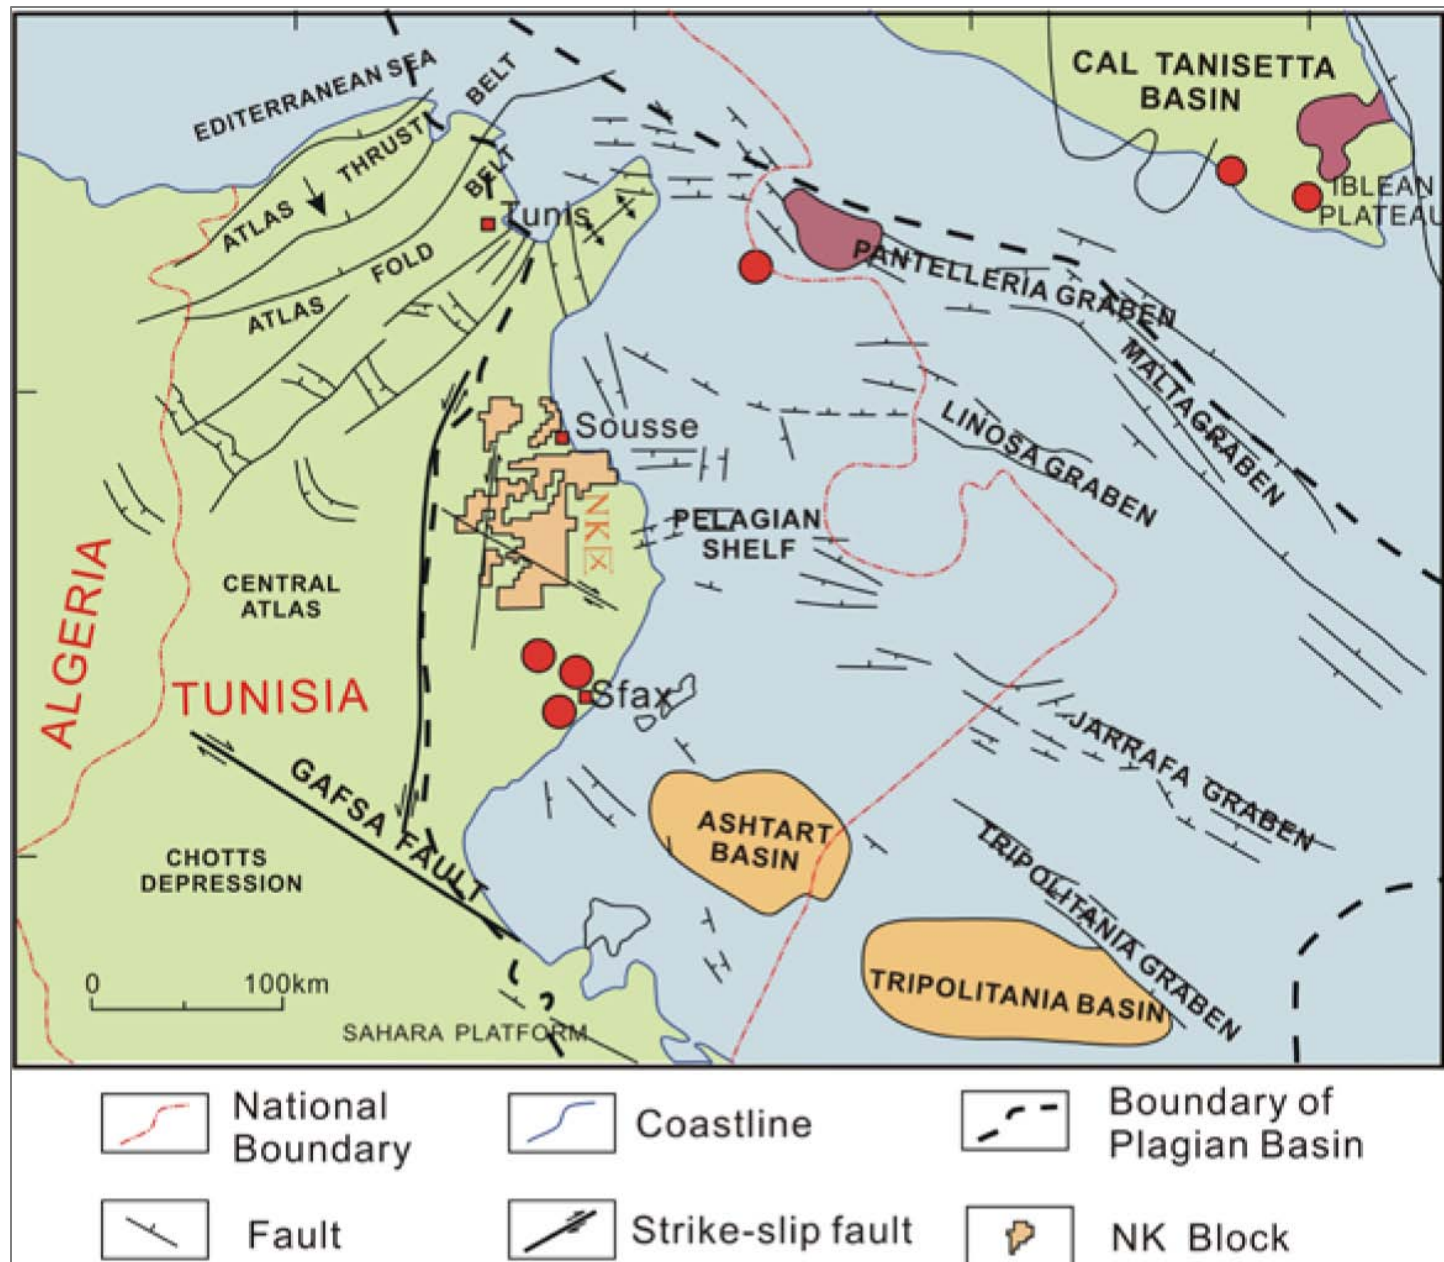 EDITERRANEAN SEA
BELT
CAL TANISETTA
BASIN
THRUST
BELT
IBLEAN
PLATEAU
ATLAS
Tunis
FOLD
ATLAS
PANTELLERIA GRABEN
MALTAGRABEN
LINOSA GRABEN
Sousse
NK区
PELAGIAN
SHELF
ALGERIA
CENTRAL
ATLAS
TUNISIA
Sfax
GAFSA FAULT
JARRAFA GRABEN
ASHTART
BASIN
CHOTTS
DEPRESSION
TRIPOLITANIA GRABEN
TRIPOLITANIA BASIN
0 100km
SAHARA PLATFORM
National
Boundary
Coastline
Boundary of
Plagian Basin
Fault
Strike-slip fault
NK Block